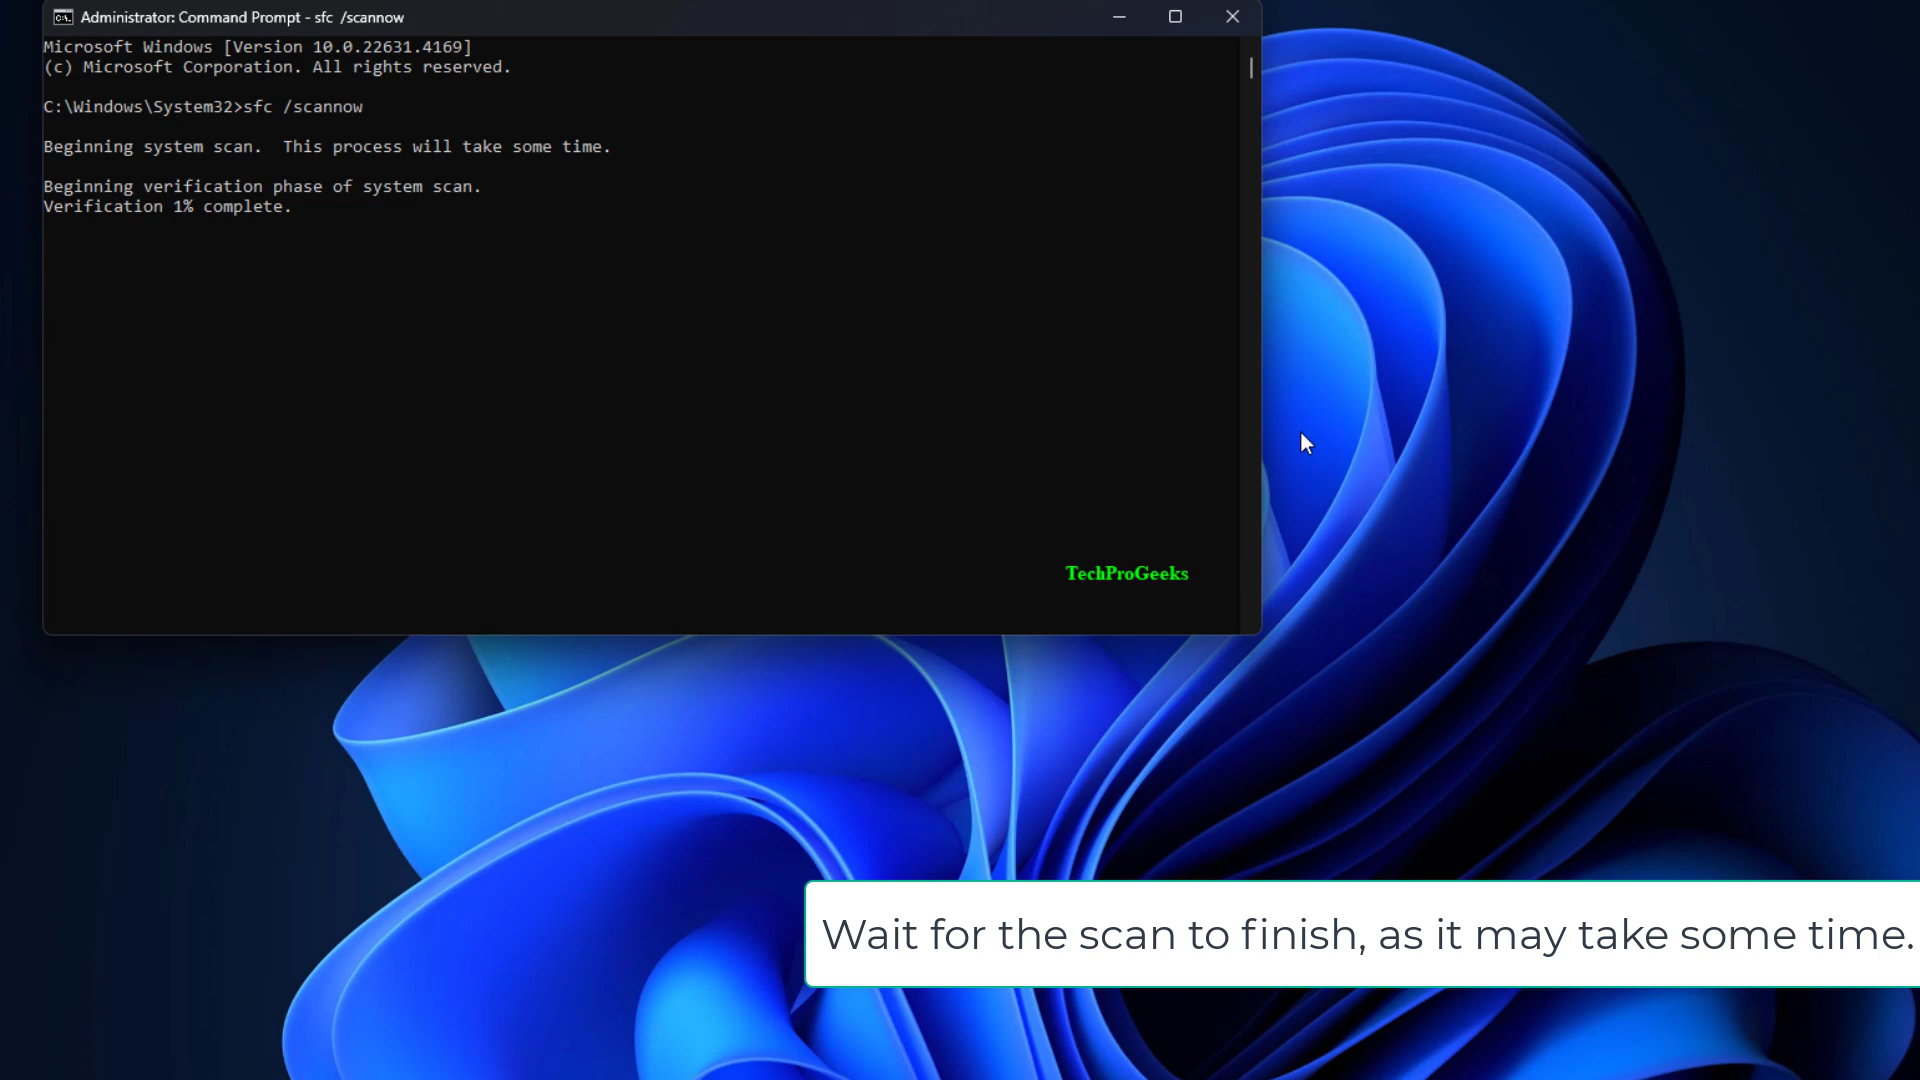 Administrator: Command Prompt - sfc  /scannow
Microsoft Windows [Version 10.0.22631.4169]
(c) Microsoft Corporation. All rights reserved.
C:\Windows\System32>sfc /scannow
Beginning system scan.  This process will take some time.
Beginning verification phase of system scan.
Verification 1% complete.
TechProGeeks
Wait for the scan to finish, as it may take some time.